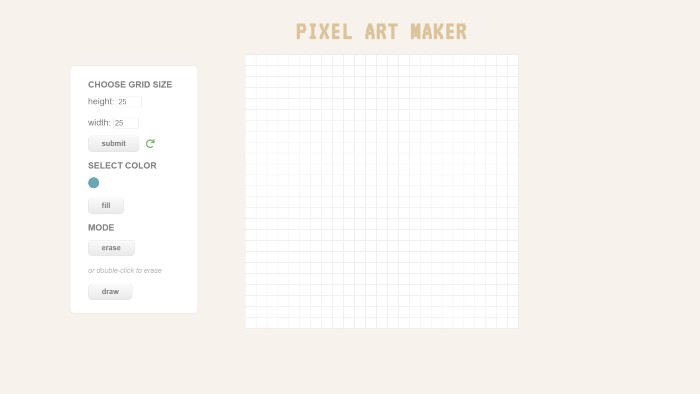 PIXEL ART MAKER
CHOOSE GRID SIZE
height: 25
width: 25
submit
SELECT COLOR
fill
MODE
erase
or double-click to erase
draw